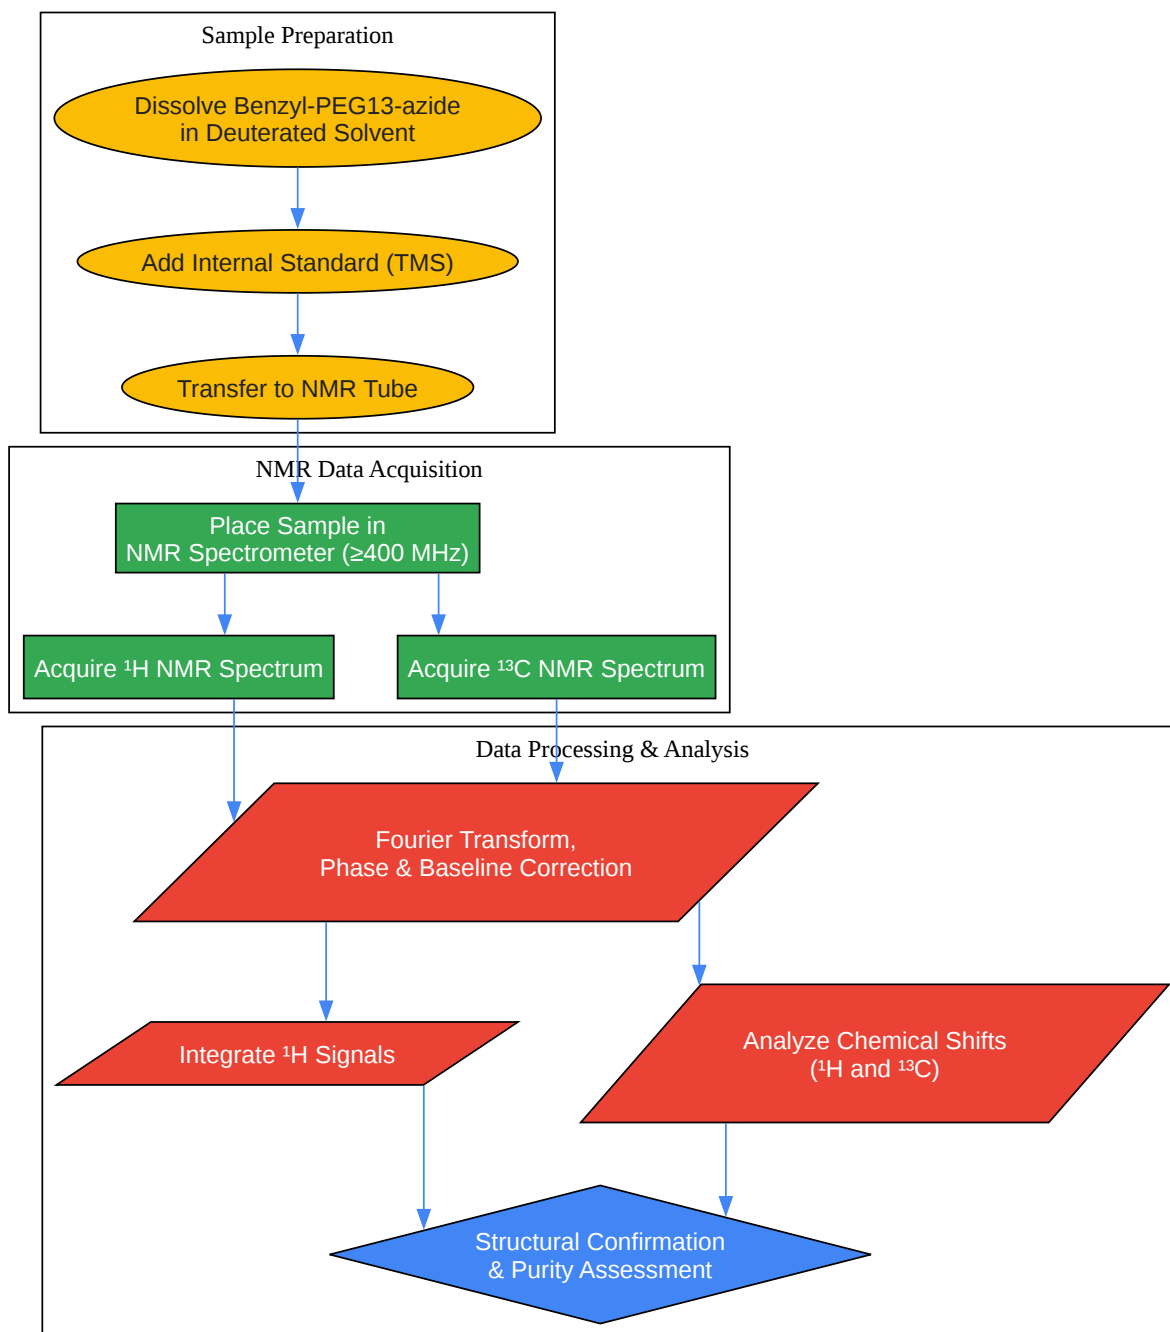 Sample Preparation
Dissolve Benzyl-PEG13-azide
in Deuterated Solvent
Add Internal Standard (TMS)
Transfer to NMR Tube
NMR Data Acquisition
Place Sample in
NMR Spectrometer (≥400 MHz)
Acquire ¹H NMR Spectrum
Acquire ¹³C NMR Spectrum
Data Processing & Analysis
Fourier Transform,
Phase & Baseline Correction
Integrate ¹H Signals
Analyze Chemical Shifts
(¹H and ¹³C)
Structural Confirmation
& Purity Assessment